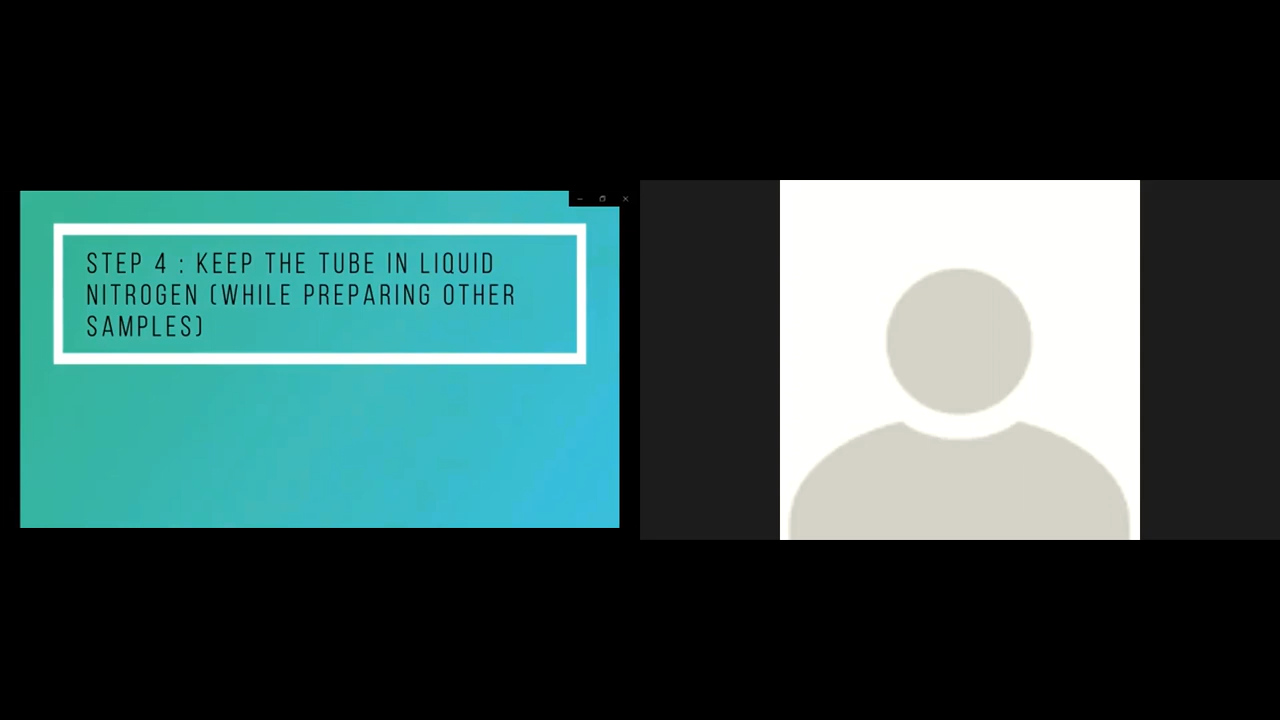 STEP 4 : KEEP THE TUBE IN LIQUID
NITROGEN (WHILE PREPARING OTHER
SAMPLES)